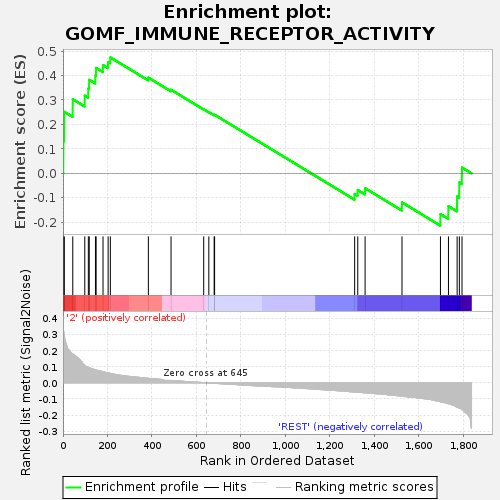 Enrichment plot:
GOMF_IMMUNE_RECEPTOR_ACTIVITY
Enrichment score (ES)
0.5
0.4
0.3
0.2
0.1
0.0
-0.1
-0.2
Ranked list metric (Signal2Noise)
'2' (positively correlated)
0.4
0.3
0.2
0.1
0.0
-0.1
-0.2
-0.3
Zero cross at 645
'REST' (negatively correlated)
0 200 400 600 800 1,000 1,200 1,400 1,600 1,800
Rank in Ordered Dataset
Enrichment profile Hits Ranking metric scores